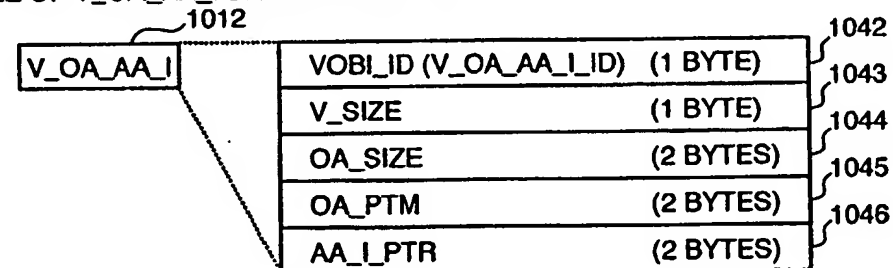 1012
V_OA_AA_I
VOBI_ID (V_OA_AA_I_ID) (1 BYTE) 1042
V_SIZE (1 BYTE) 1043
OA_SIZE (2 BYTES) 1044
OA_PTM (2 BYTES) 1045
AA_I_PTR (2 BYTES) 1046